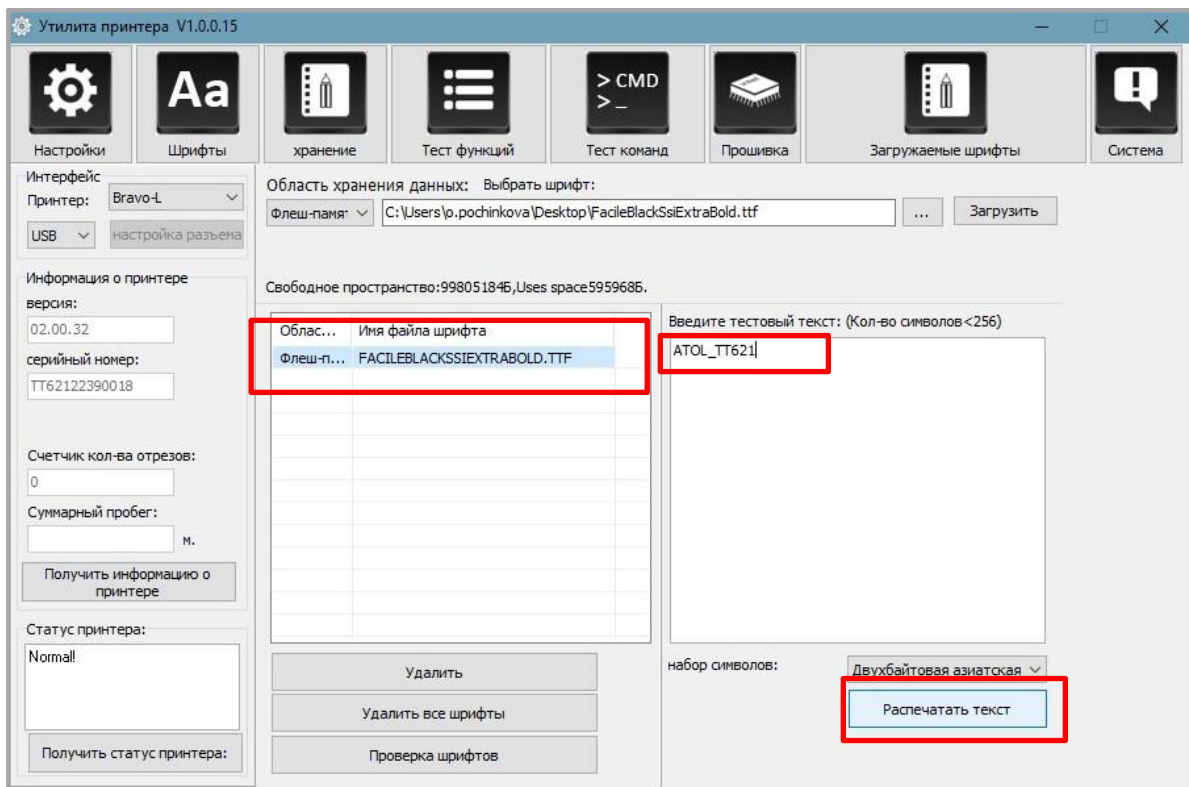 Утилита принтера V1.0.0.15
Aa
> CMD
> _
Настройки
Шрифты
хранение
Тест функций
Тест команд
Прошивка
Загружаемые шрифты
Система
Интерфейс
Принтер: Bravo-L
USB настройка разъема
Область хранения данных: Выбрать шрифт:
Флеш-памят C:\Users\o.pochinkova\Desktop\FacileBlackSsiExtraBold.ttf ... Загрузить
Информация о принтере
версия:
02.00.32
серийный номер:
TT62122390018
Счетчик кол-ва отрезов:
0
Суммарный пробег:
м.
Получить информацию о
принтере
Статус принтера:
Normal!
Получить статус принтера:
Свободное пространство:99805184Б,Uses space595968Б.
Облас... Имя файла шрифта
Флеш-п... FACILEBLACKSSIEXTRABOLD.TTF
Удалить
Удалить все шрифты
Проверка шрифтов
Введите тестовый текст: (Кол-во символов<256)
ATOL_TT621
набор символов: Двухбайтовая азиатская
Распечатать текст